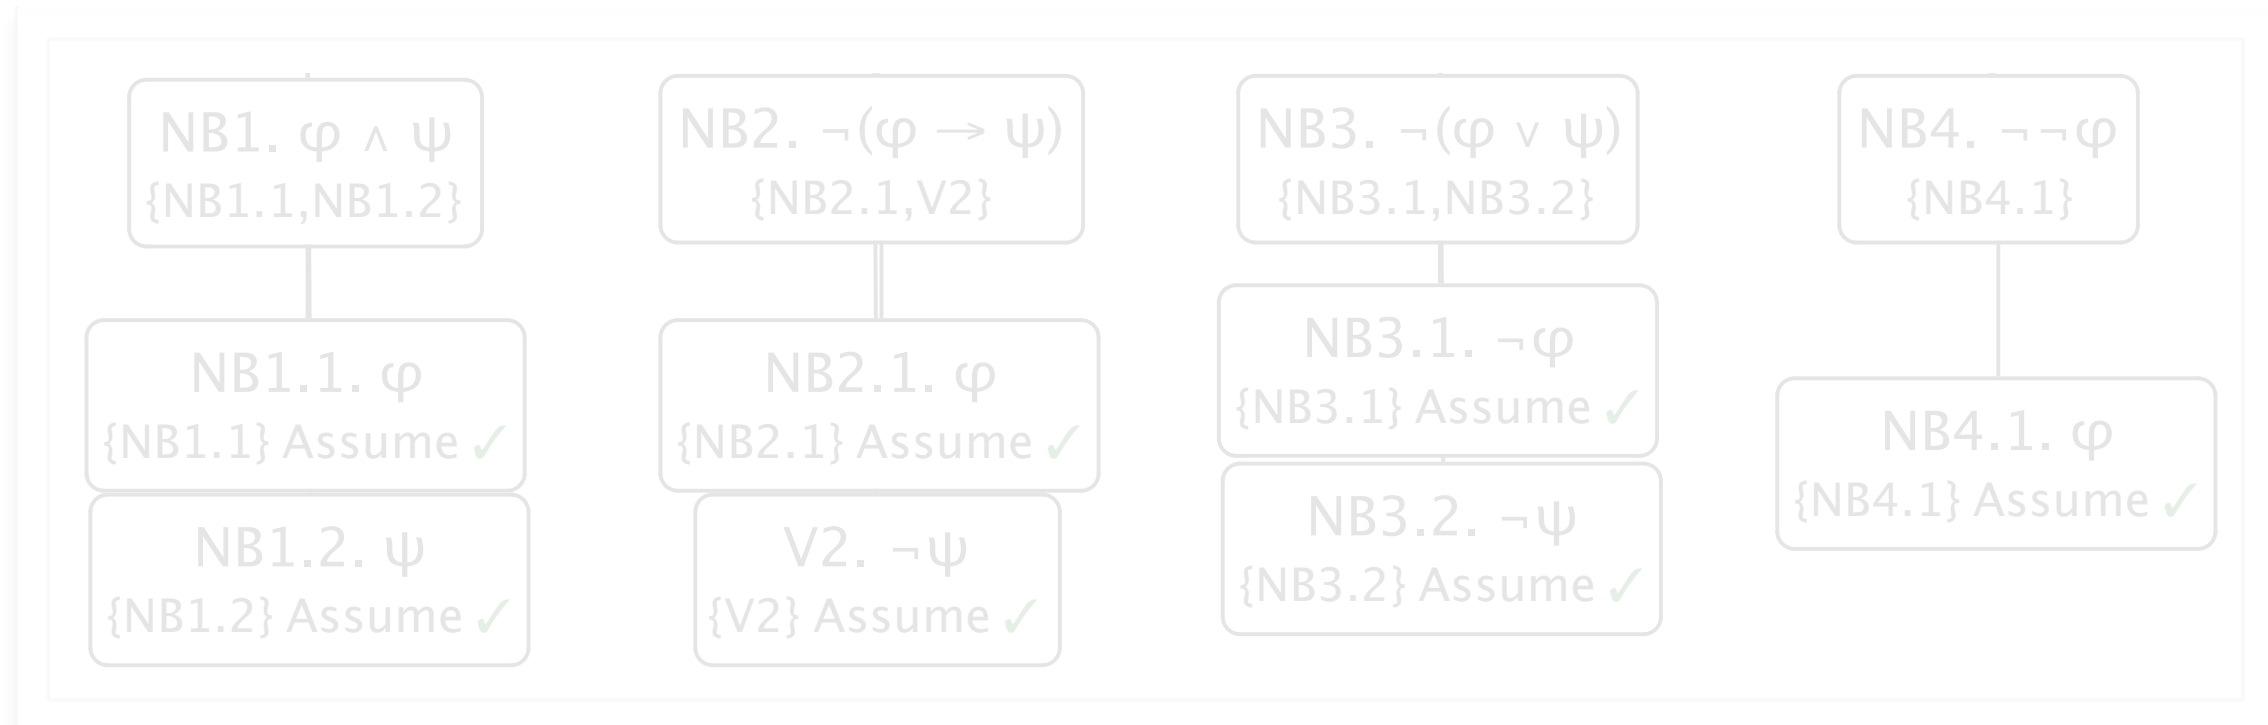 NB1. φ ∧ ψ
{NB1.1,NB1.2}
NB1.1. φ
{NB1.1} Assume ✓
NB1.2. ψ
{NB1.2} Assume ✓
NB2. ¬(φ → ψ)
{NB2.1,V2}
NB2.1. φ
{NB2.1} Assume ✓
V2. ¬ψ
{V2} Assume ✓
NB3. ¬(φ ∨ ψ)
{NB3.1,NB3.2}
NB3.1. ¬φ
{NB3.1} Assume ✓
NB3.2. ¬ψ
{NB3.2} Assume ✓
NB4. ¬¬φ
{NB4.1}
NB4.1. φ
{NB4.1} Assume ✓